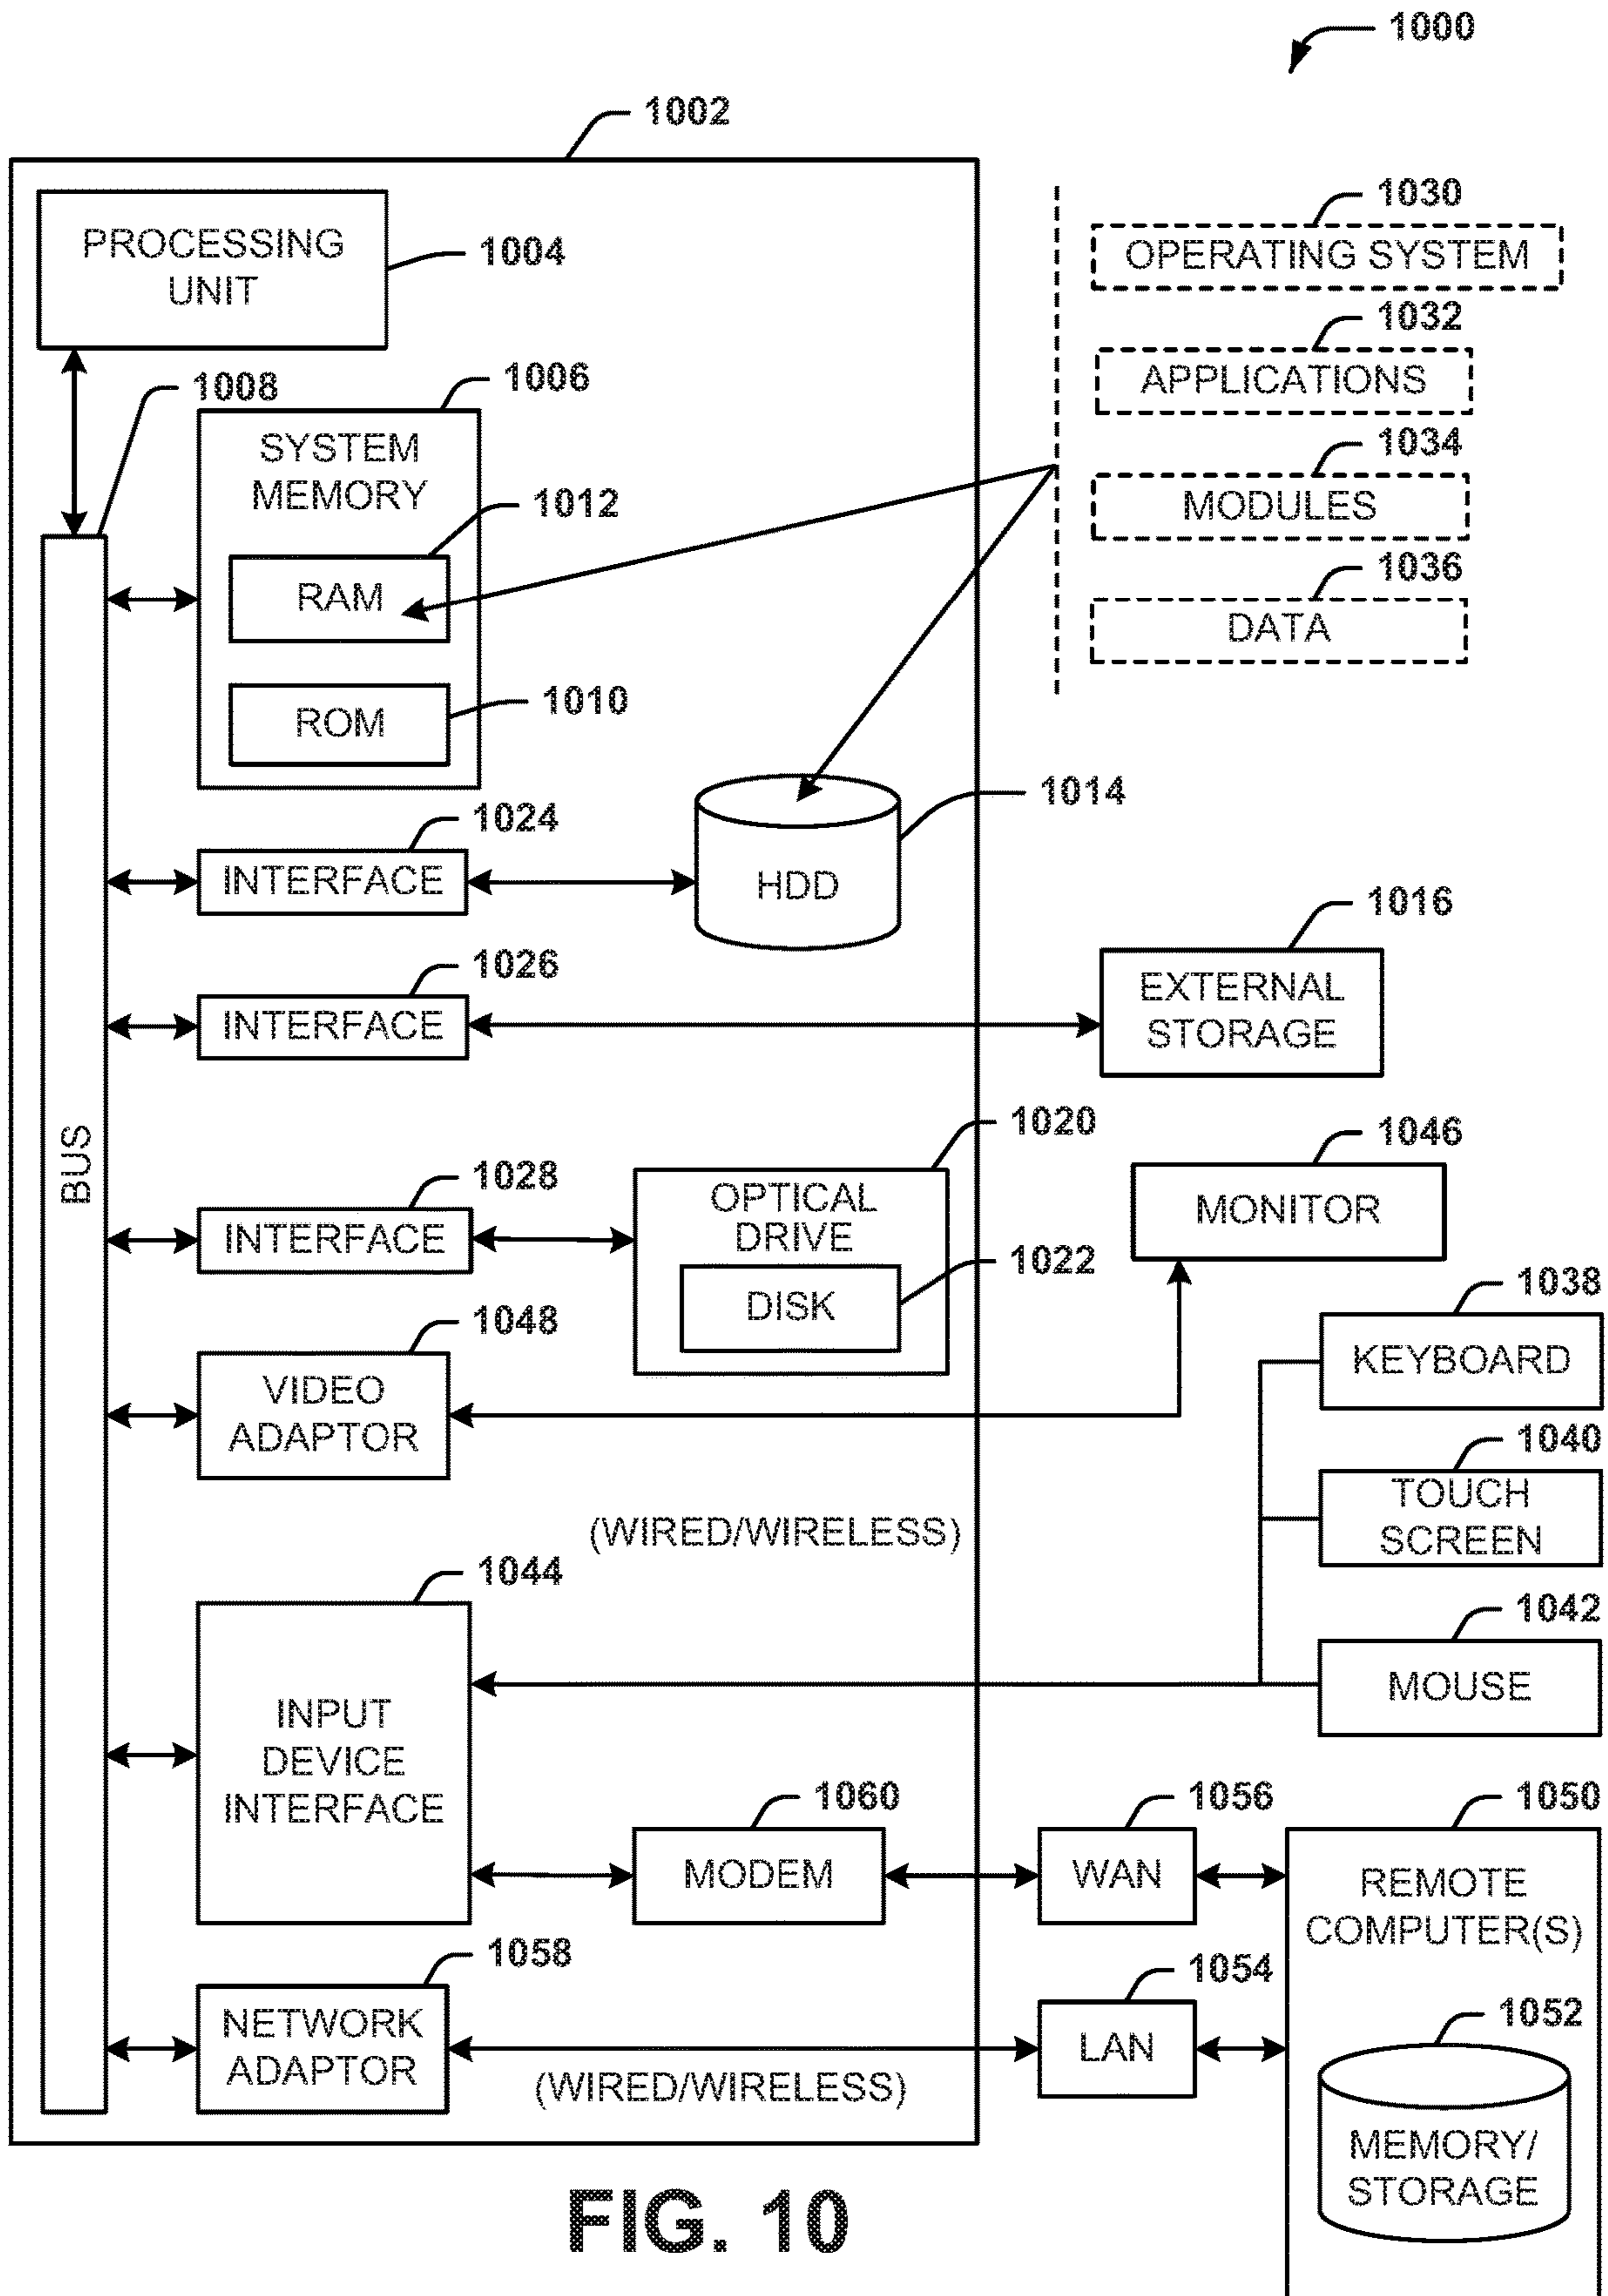 1000
1002
PROCESSING
UNIT
1004
1030
OPERATING SYSTEM
1032
APPLICATIONS
1034
MODULES
1036
DATA
1008
1006
SYSTEM
MEMORY
1012
RAM
1010
ROM
1024
INTERFACE
1014
HDD
1026
INTERFACE
1016
EXTERNAL
STORAGE
BUS
1028
INTERFACE
1020
OPTICAL
DRIVE
1022
DISK
1046
MONITOR
1048
VIDEO
ADAPTOR
1038
KEYBOARD
1040
TOUCH
SCREEN
(WIRED/WIRELESS)
1042
MOUSE
1044
INPUT
DEVICE
INTERFACE
1060
MODEM
1056
WAN
1050
REMOTE
COMPUTER(S)
1058
NETWORK
ADAPTOR
(WIRED/WIRELESS)
1054
LAN
1052
MEMORY/
STORAGE
FIG. 10